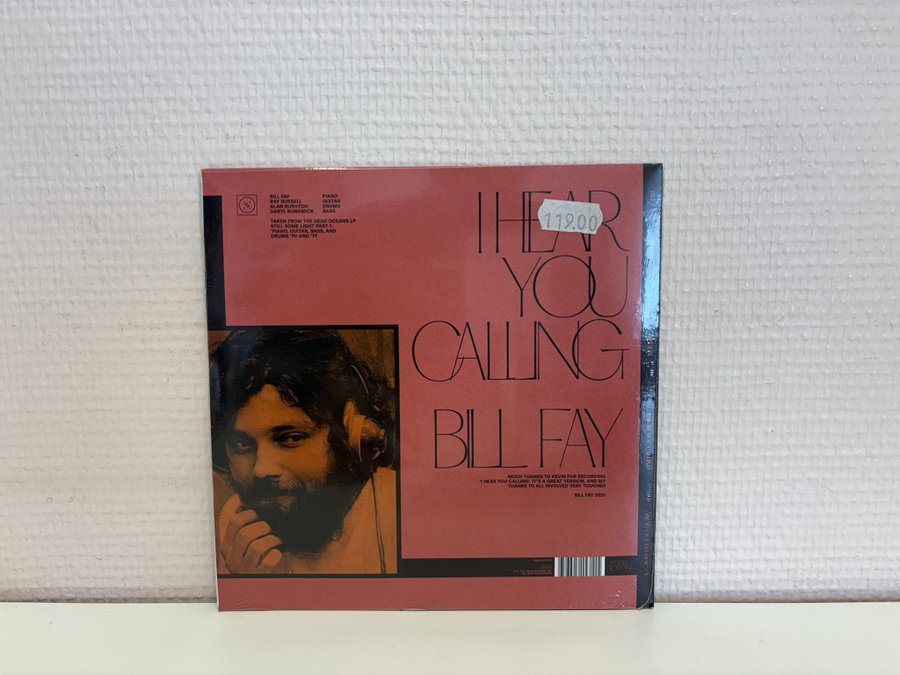 BILL FAY PIANO
RAY RUSSELL GUITAR
ALAN RUSHTON DRUMS
DARYL RUNSWICK BASS
TAKEN FROM THE DEAD OCEANS LP
STILL SOME LIGHT PART 1:
'PIANO, GUITAR, BASS, AND
DRUMS '70 AND '71'
I HEAR
119.00
YOU
CALLING
BILL FAY
MUCH THANKS TO KEVIN FOR RECORDING
'I HEAR YOU CALLING'. IT'S A GREAT VERSION, AND MY
THANKS TO ALL INVOLVED VERY TOUCHED
BILL FAY 2021